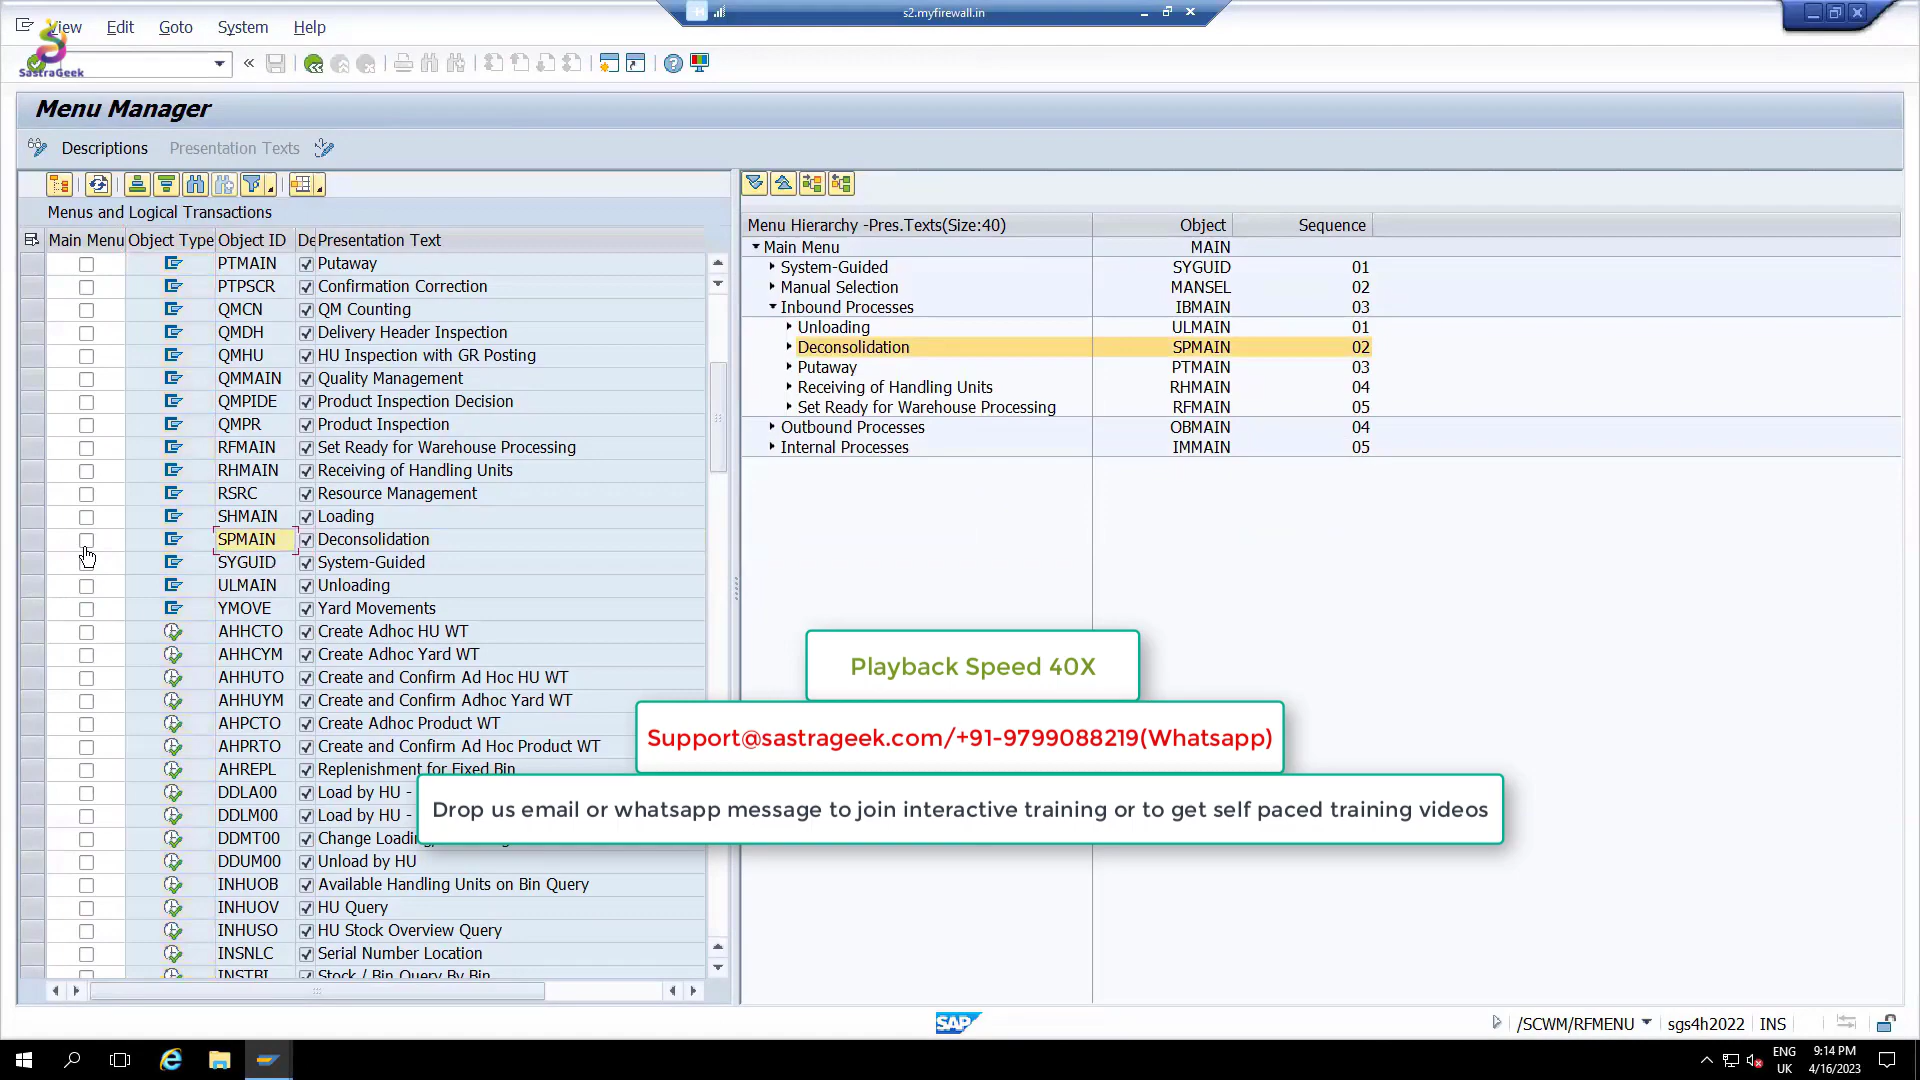 s2.myfirewall.in
View Edit Goto System Help
SastraGeek
Menu Manager
Descriptions Presentation Texts
Menus and Logical Transactions
Main Menu Object Type Object ID De Presentation Text
PTMAIN Putaway
PTPSCR Confirmation Correction
QMCN QM Counting
QMDH Delivery Header Inspection
QMHU HU Inspection with GR Posting
QMMAIN Quality Management
QMPIDE Product Inspection Decision
QMPR Product Inspection
RFMAIN Set Ready for Warehouse Processing
RHMAIN Receiving of Handling Units
RSRC Resource Management
SHMAIN Loading
SPMAIN Deconsolidation
SYGUID System-Guided
ULMAIN Unloading
YMOVE Yard Movements
AHHCTO Create Adhoc HU WT
AHHCYM Create Adhoc Yard WT
AHHUTO Create and Confirm Ad Hoc HU WT
AHHUYM Create and Confirm Adhoc Yard WT
AHPCTO Create Adhoc Product WT
AHPRTO Create and Confirm Ad Hoc Product WT
AHREPL Replenishment for Fixed Bin
DDLA00 Load by HU -
DDLM00 Load by HU -
DDMT00 Change
DDUM00 Unload by HU
INHUOB Available Handling Units on Bin Query
INHUOV HU Query
INHUSO HU Stock Overview Query
INSNLC Serial Number Location
INSTBI Stock / Bin Query By Bin
Menu Hierarchy -Pres.Texts(Size:40) Object Sequence
Main Menu MAIN
System-Guided SYGUID 01
Manual Selection MANSEL 02
Inbound Processes IBMAIN 03
Unloading ULMAIN 01
Deconsolidation SPMAIN 02
Putaway PTMAIN 03
Receiving of Handling Units RHMAIN 04
Set Ready for Warehouse Processing RFMAIN 05
Outbound Processes OBMAIN 04
Internal Processes IMMAIN 05
Playback Speed 40X
Support@sastrageek.com/+91-9799088219(Whatsapp)
Drop us email or whatsapp message to join interactive training or to get self paced training videos
SAP
/SCWM/RFMENU sgs4h2022 INS
ENG 9:14 PM
UK 4/16/2023